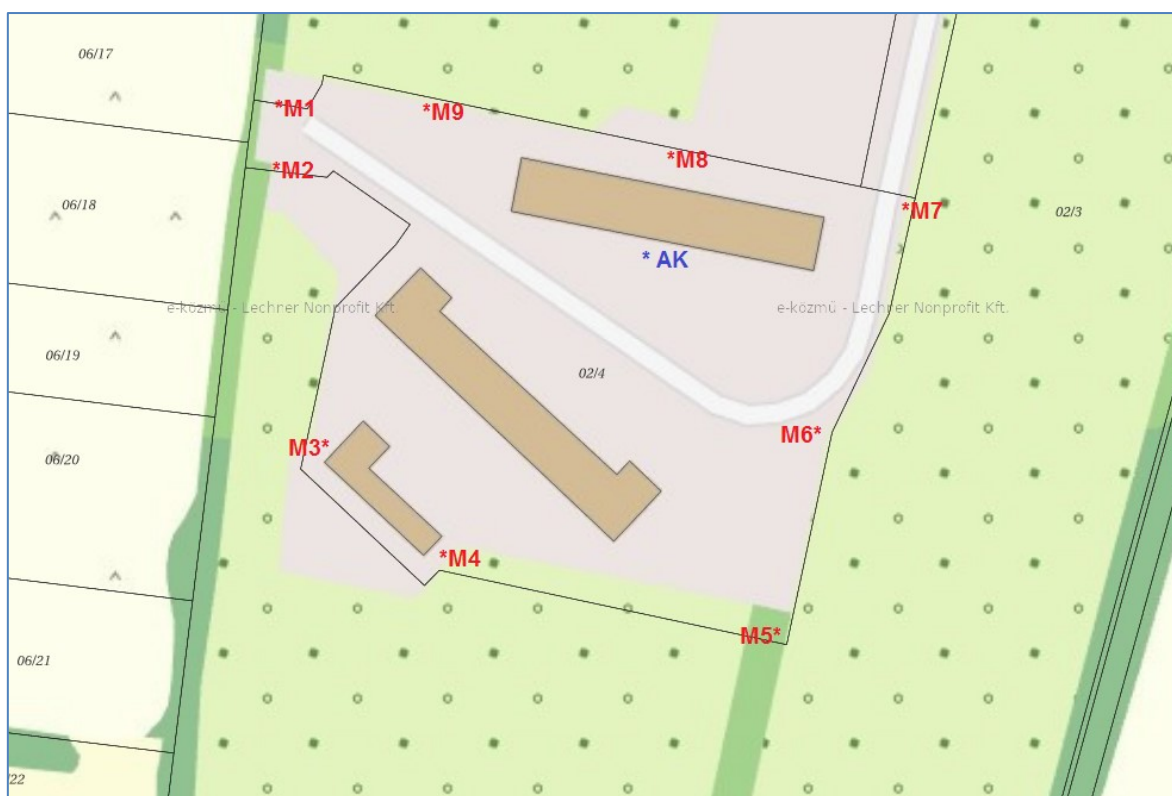 06/17
*M1
*M9
*M8
*M2
06/18
*M7
02/3
* AK
e-közmű - Lechner Nonprofit Kft.
e-közmű - Lechner Nonprofit Kft.
06/19
02/4
M6*
M3*
06/20
*M4
M5*
06/21
22